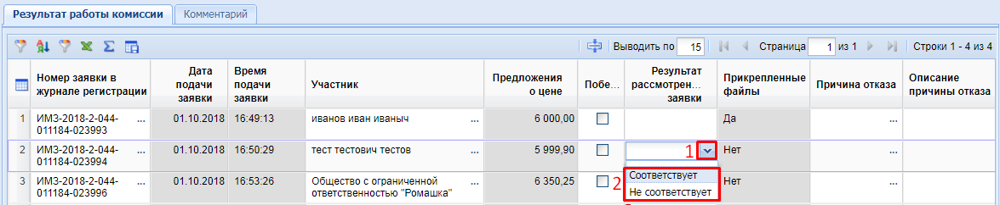 Результат работы комиссии Комментарий
Выводить по 15 Страница 1 из 1 Строки 1 - 4 из 4
Номер заявки в журнале регистрации Дата подачи заявки Время подачи заявки Участник Предложения о цене Побе... Результат рассмотрен... заявки Прикрепленные файлы Причина отказа Описание причины отказа
1 ИМЗ-2018-2-044- ... 01.10.2018 16:49:13 иванов иван иваныч ... 6 000,00 Да ...
011184-023993
2 ИМЗ-2018-2-044- ... 01.10.2018 16:50:29 тест тестович тестов ... 5 999,90 1 Нет ...
011184-023994
Соответствует
3 ИМЗ-2018-2-044- ... 01.10.2018 16:53:26 Общество с ограниченной ... 6 350,25 2 Нет ...
011184-023996 ответственностью "Ромашка" Не соответствует